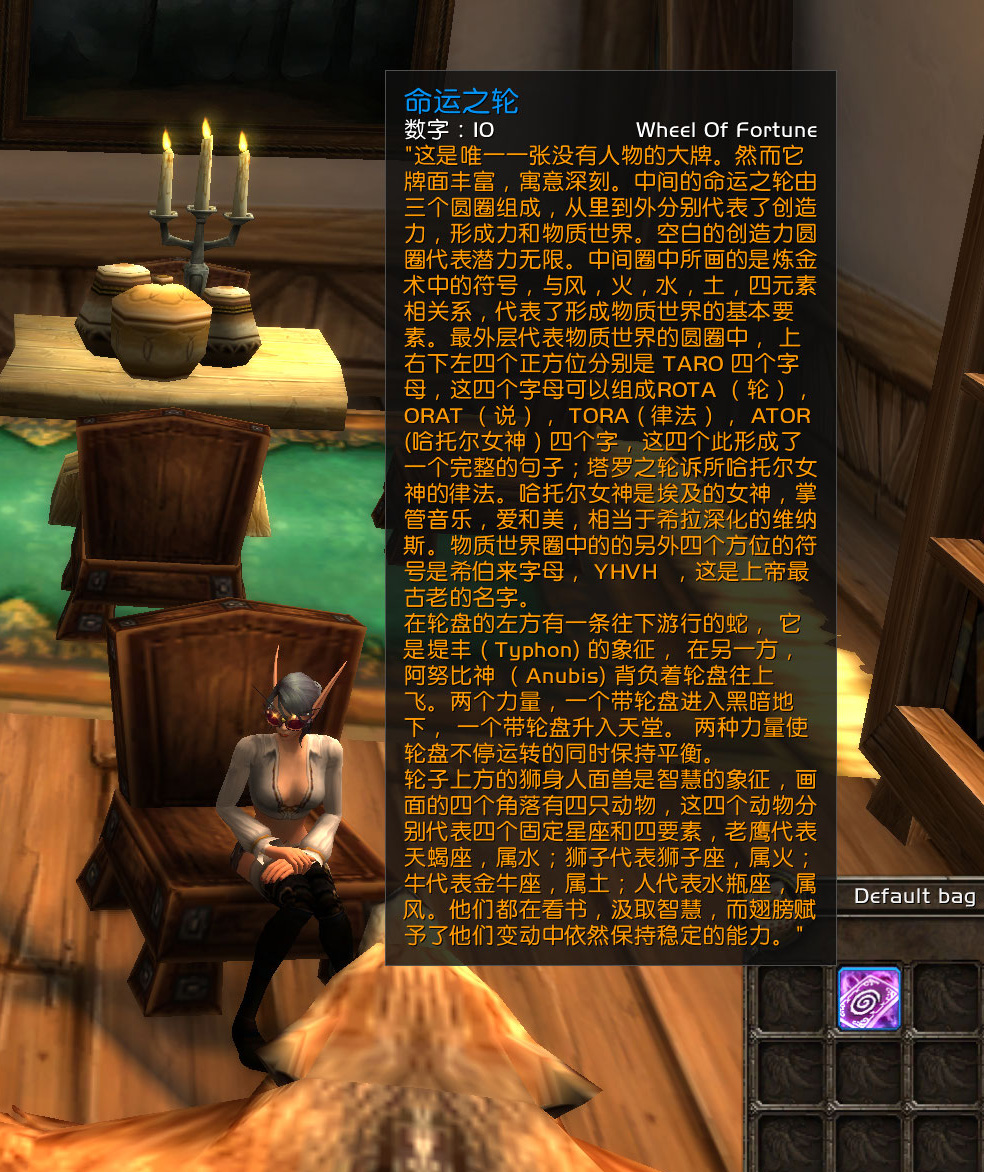 命运之轮
数字：10 Wheel Of Fortune
"这是唯一一张没有人物的大牌。然而它
牌面丰富，寓意深刻。中间的命运之轮由
三个圆圈组成，从里到外分别代表了创造
力，形成力和物质世界。空白的创造力圆
圈代表潜力无限。中间圈中所画的是炼金
术中的符号，与风，火，水，土，四元素
相关系，代表了形成物质世界的基本要
素。最外层代表物质世界的圆圈中， 上
右下左四个正方位分别是 TARO 四个字
母，这四个字母可以组成ROTA （轮），
ORAT （说）， TORA（律法）， ATOR
(哈托尔女神）四个字，这四个此形成了
一个完整的句子；塔罗之轮诉所哈托尔女
神的律法。哈托尔女神是埃及的女神，掌
管音乐，爱和美，相当于希拉深化的维纳
斯。物质世界圈中的的另外四个方位的符
号是希伯来字母， YHVH ，这是上帝最
古老的名字。
在轮盘的左方有一条往下游行的蛇， 它
是堤丰（Typhon) 的象征， 在另一方，
阿努比神 （ Anubis) 背负着轮盘往上
飞。两个力量，一个带轮盘进入黑暗地
下， 一个带轮盘升入天堂。 两种力量使
轮盘不停运转的同时保持平衡。
轮子上方的狮身人面兽是智慧的象征，画
面的四个角落有四只动物，这四个动物分
别代表四个固定星座和四要素，老鹰代表
天蝎座，属水；狮子代表狮子座，属火；
牛代表金牛座，属土；人代表水瓶座，属
风。他们都在看书，汲取智慧，而翅膀赋
予了他们变动中依然保持稳定的能力。"
Default bag